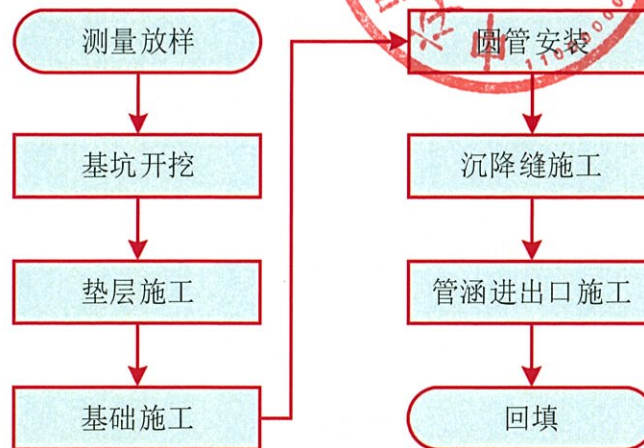 测量放样
基坑开挖
垫层施工
基础施工
圆管安装
沉降缝施工
管涵进出口施工
回填